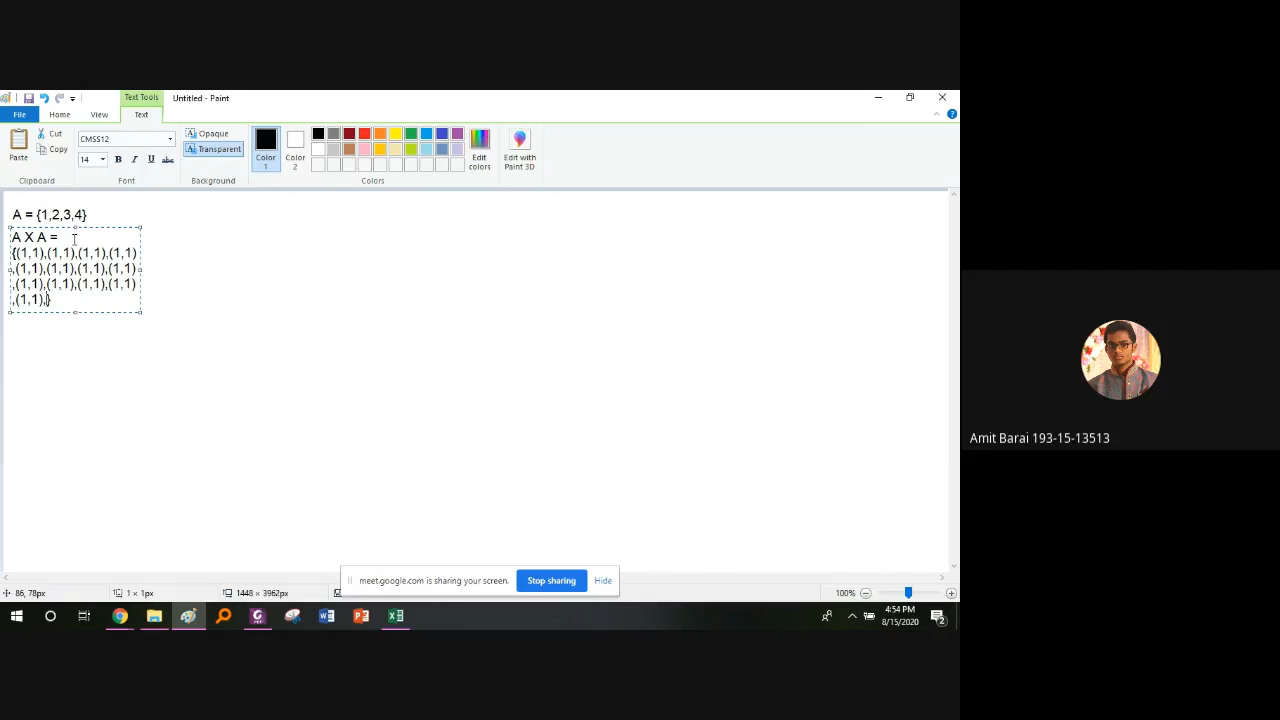 Text Tools
Untitled - Paint
File
Home
View
Text
Paste
Cut
Copy
CMSS12
14
B
I
U
abc
Opaque
Transparent
Color
1
Color
2
Edit
colors
Edit with
Paint 3D
Clipboard
Font
Background
Colors
A = {1,2,3,4}
A X A =
{(1,1),(1,1),(1,1),(1,1)
,(1,1),(1,1),(1,1),(1,1)
,(1,1),(1,1),(1,1),(1,1)
,(1,1),}
Amit Barai 193-15-13513
meet.google.com is sharing your screen.
Stop sharing
Hide
86, 78px
1 × 1px
1448 × 3962px
100%
4:54 PM
8/15/2020
2